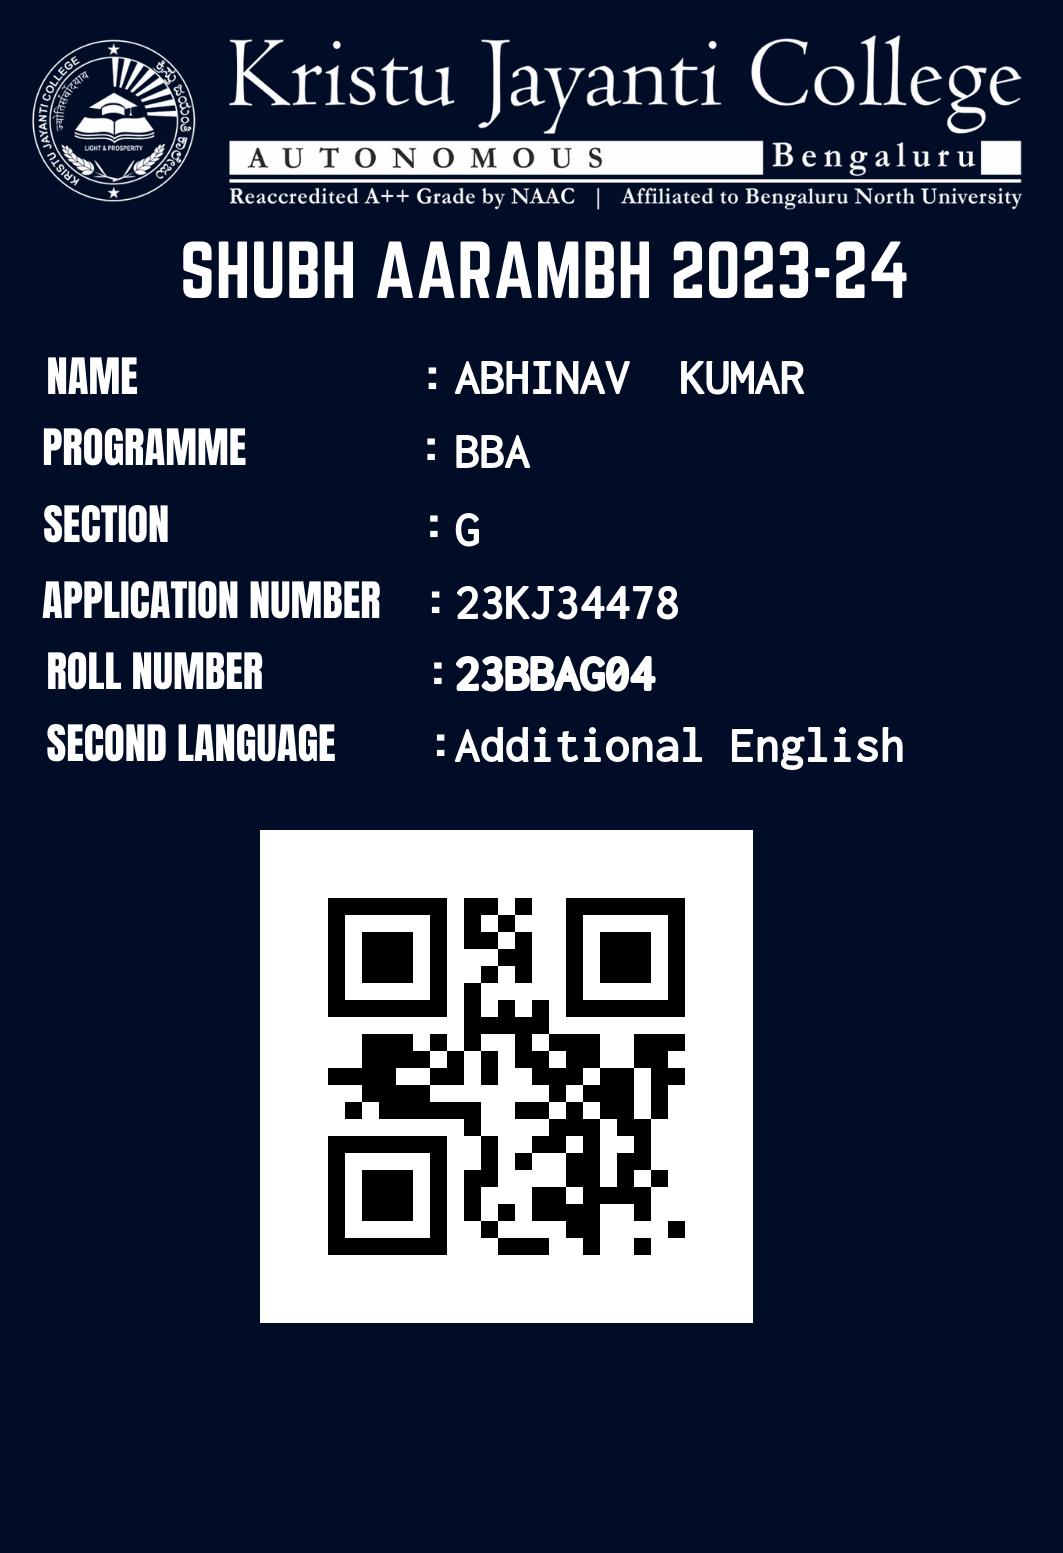 Kristu Jayanti College
AUTONOMOUS Bengaluru
Reaccredited A++ Grade by NAAC | Affiliated to Bengaluru North University
KRISTU JAYANTI COLLEGE
LIGHT & PROSPERITY
SHUBH AARAMBH 2023-24
NAME : ABHINAV KUMAR
PROGRAMME : BBA
SECTION : G
APPLICATION NUMBER : 23KJ34478
ROLL NUMBER : 23BBAG04
SECOND LANGUAGE : Additional English